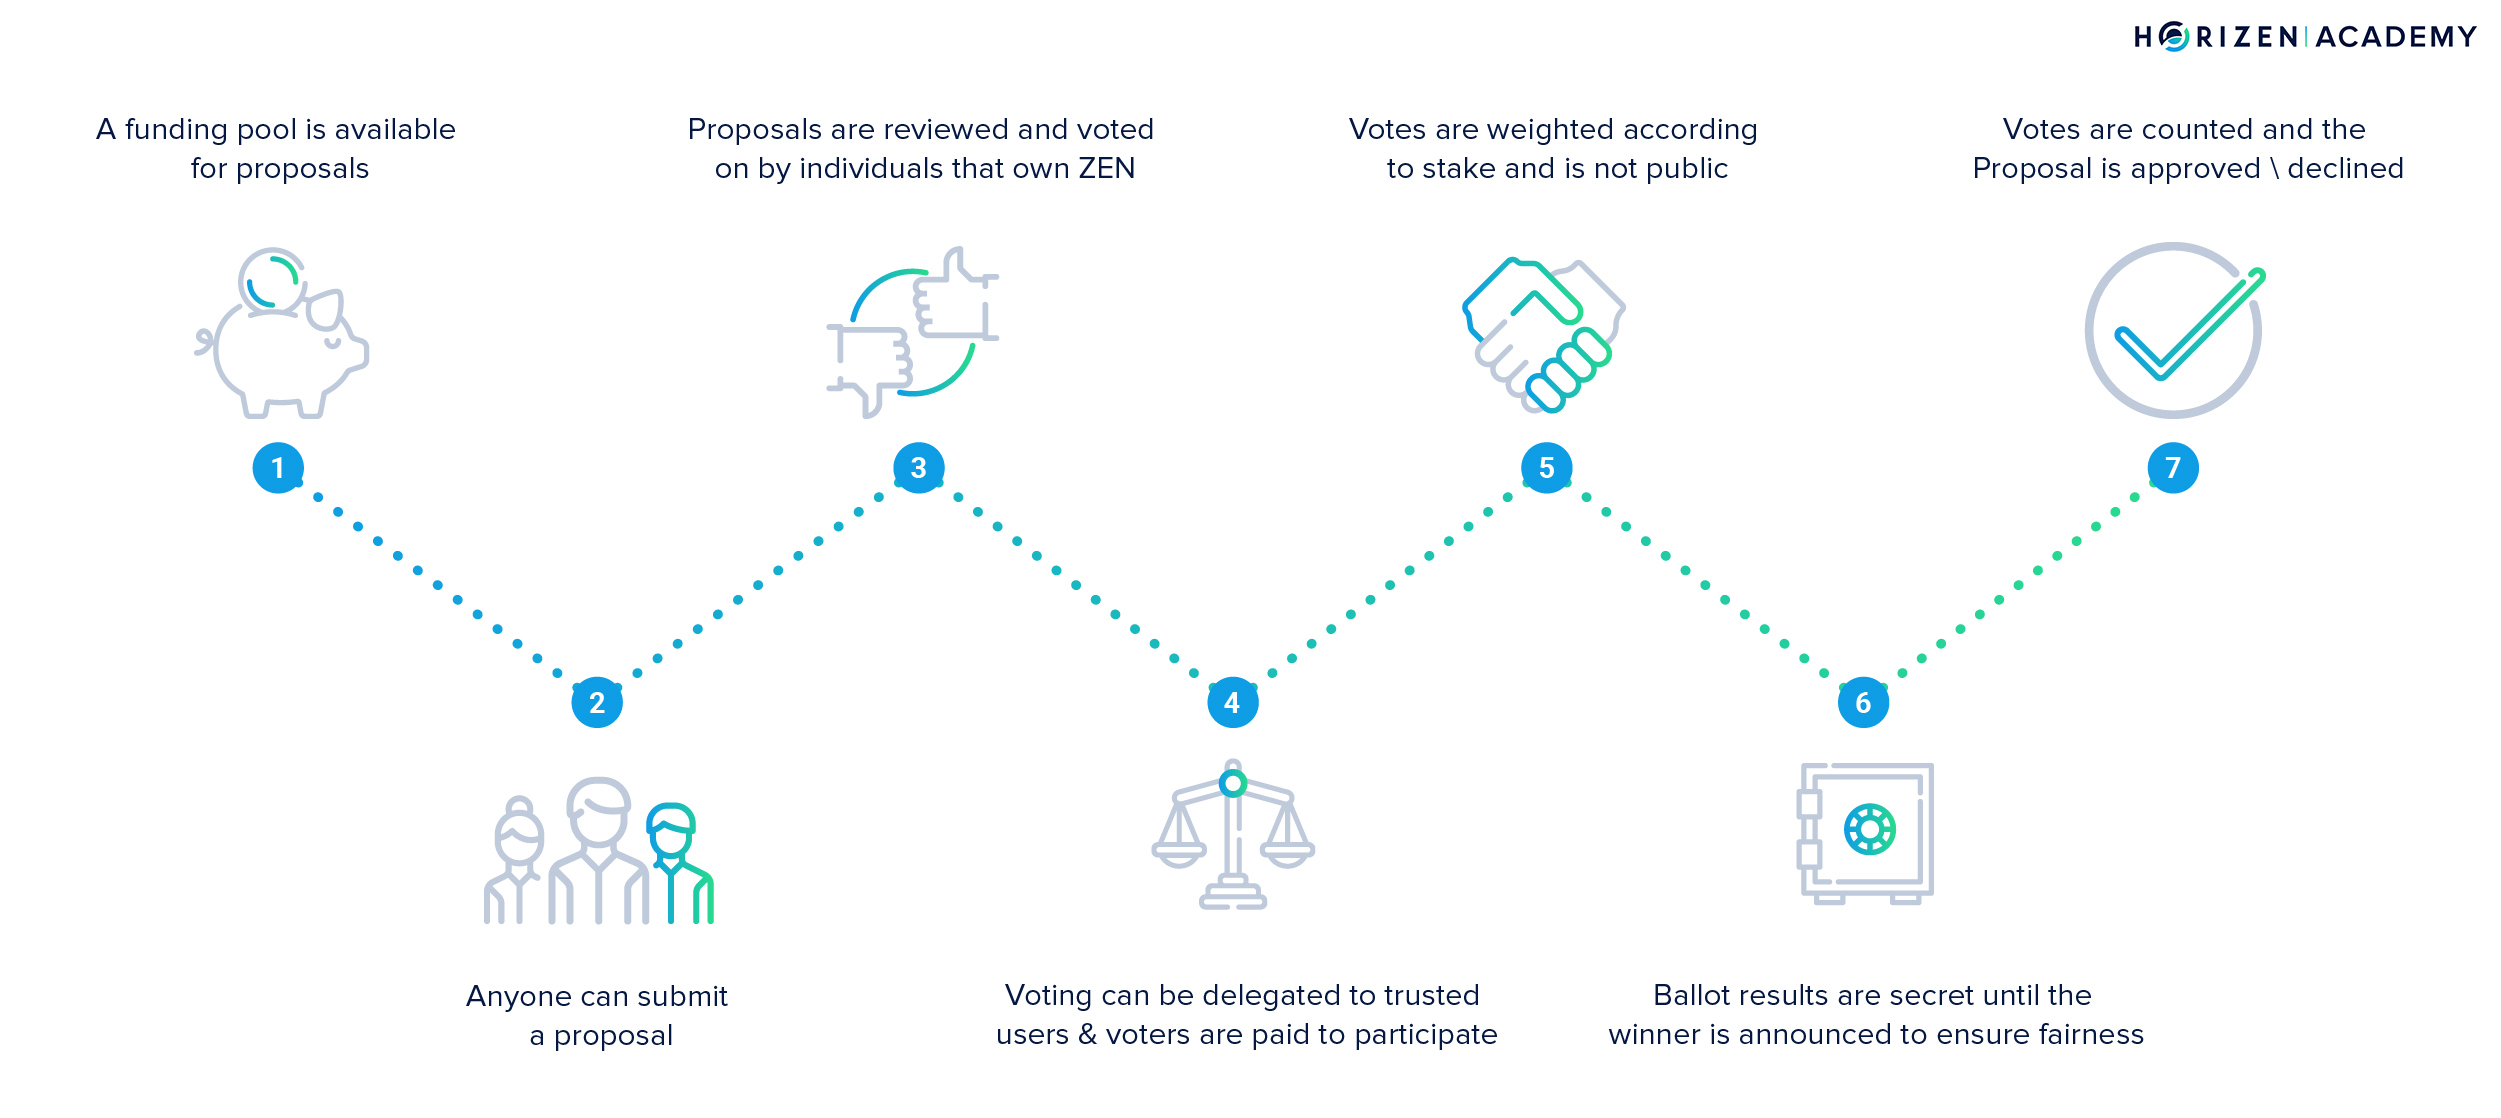 HORIZEN | ACADEMY
A funding pool is available
for proposals
1
Anyone can submit
a proposal
2
Proposals are reviewed and voted
on by individuals that own ZEN
3
Voting can be delegated to trusted
users & voters are paid to participate
4
Votes are weighted according
to stake and is not public
5
Ballot results are secret until the
winner is announced to ensure fairness
6
Votes are counted and the
Proposal is approved \ declined
7